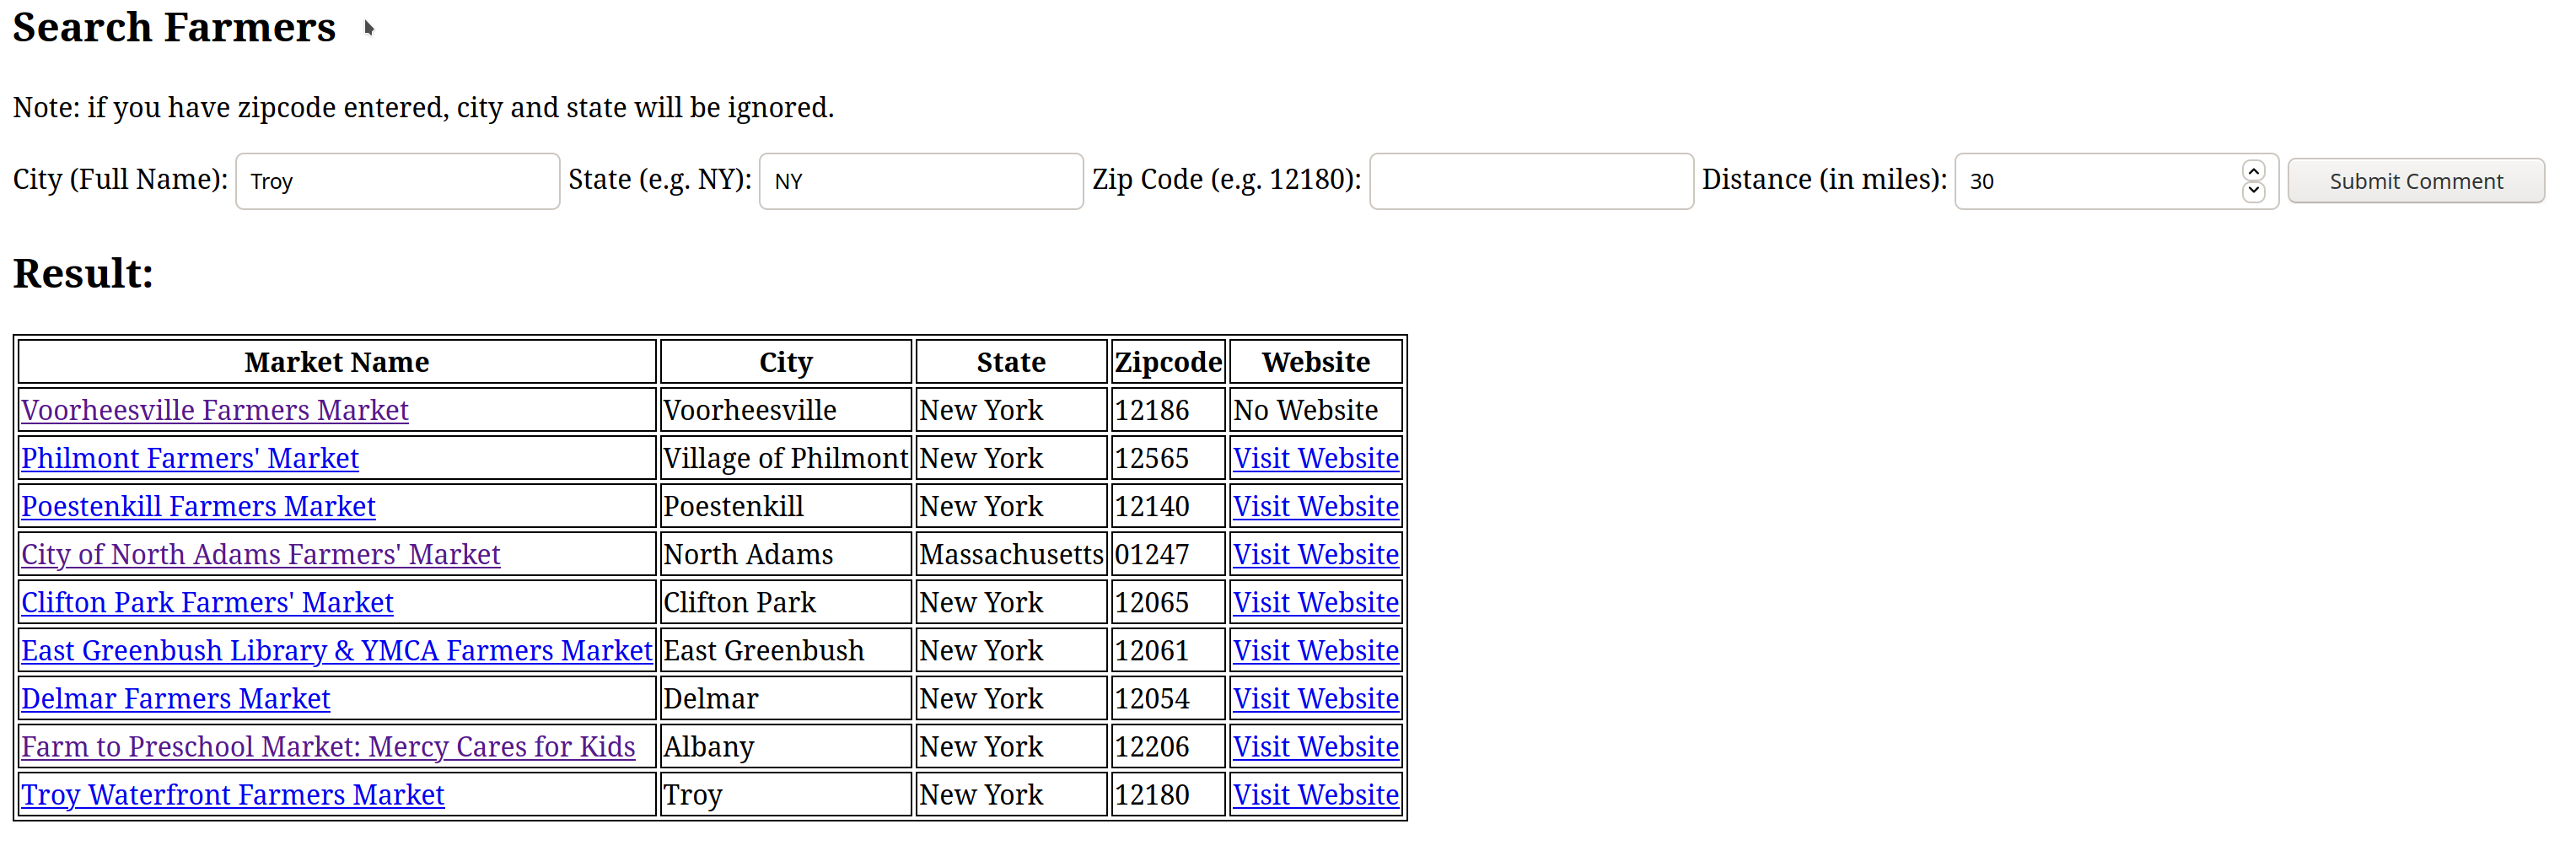 Search Farmers
Note: if you have zipcode entered, city and state will be ignored.
City (Full Name): Troy State (e.g. NY): NY Zip Code (e.g. 12180): Distance (in miles): 30 Submit Comment
Result:
Market Name City State Zipcode Website
Voorheesville Farmers Market Voorheesville New York 12186 No Website
Philmont Farmers' Market Village of Philmont New York 12565 Visit Website
Poestenkill Farmers Market Poestenkill New York 12140 Visit Website
City of North Adams Farmers' Market North Adams Massachusetts 01247 Visit Website
Clifton Park Farmers' Market Clifton Park New York 12065 Visit Website
East Greenbush Library & YMCA Farmers Market East Greenbush New York 12061 Visit Website
Delmar Farmers Market Delmar New York 12054 Visit Website
Farm to Preschool Market: Mercy Cares for Kids Albany New York 12206 Visit Website
Troy Waterfront Farmers Market Troy New York 12180 Visit Website